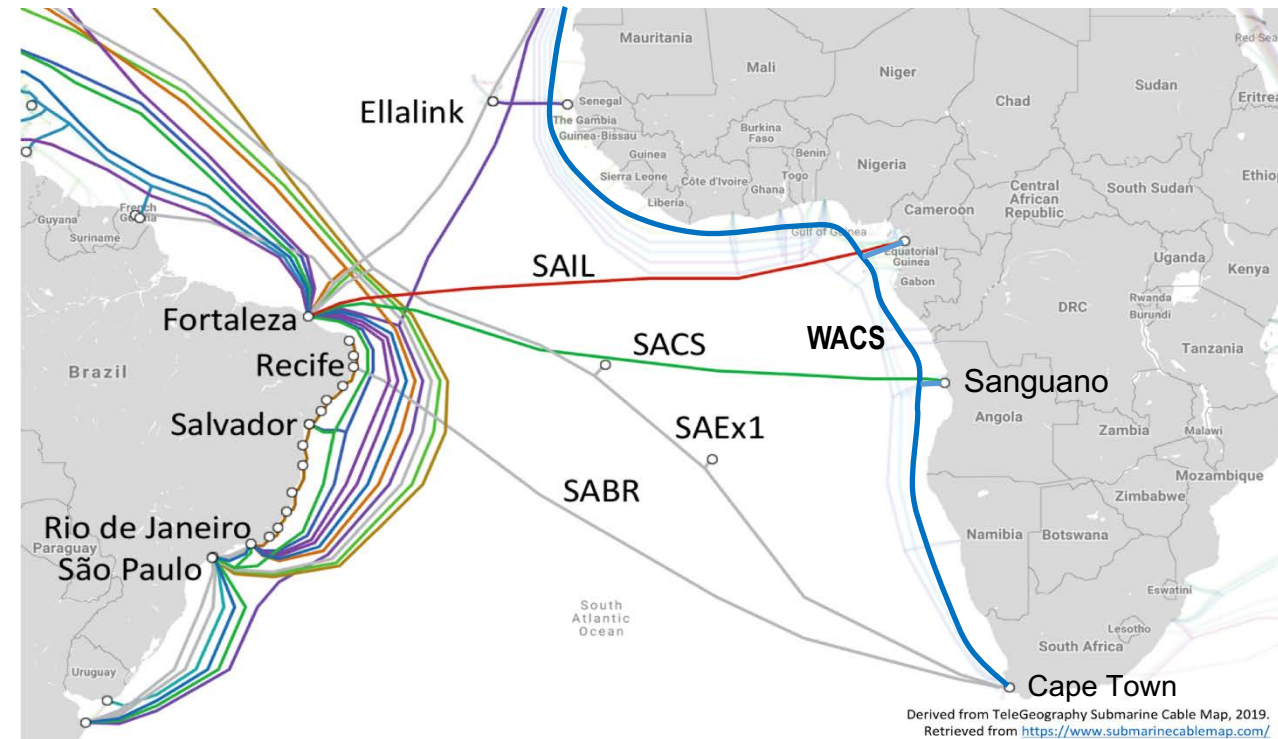 Mauritania
Mali
Niger
Chad
Sudan
Red Sea
Eritrea
Ellalink
Senegal
The Gambia
Guinea-Bissau
Burkina
Faso
Guinea
Benin
Togo
Nigeria
Sierra Leone
Côte d'Ivoire
Ghana
Liberia
Central
African
Republic
South Sudan
Ethiop
Cameroon
Guyana
French
Guiana
Suriname
Gulf of Guinea
Equatorial
Guinea
Gabon
Uganda
Kenya
SAIL
DRC
Rwanda
Burundi
Fortaleza
Tanzania
WACS
SACS
Recife
Brazil
Sanguano
Angola
Salvador
SAEx1
Zambia
Malawi
Mozambique
SABR
Zimbabwe
Rio de Janeiro
Namibia
Botswana
Paraguay
São Paulo
Eswatini
South
Atlantic
Ocean
Lesotho
South Africa
Uruguay
Cape Town
Derived from TeleGeography Submarine Cable Map, 2019.
Retrieved from https://www.submarinecablemap.com/